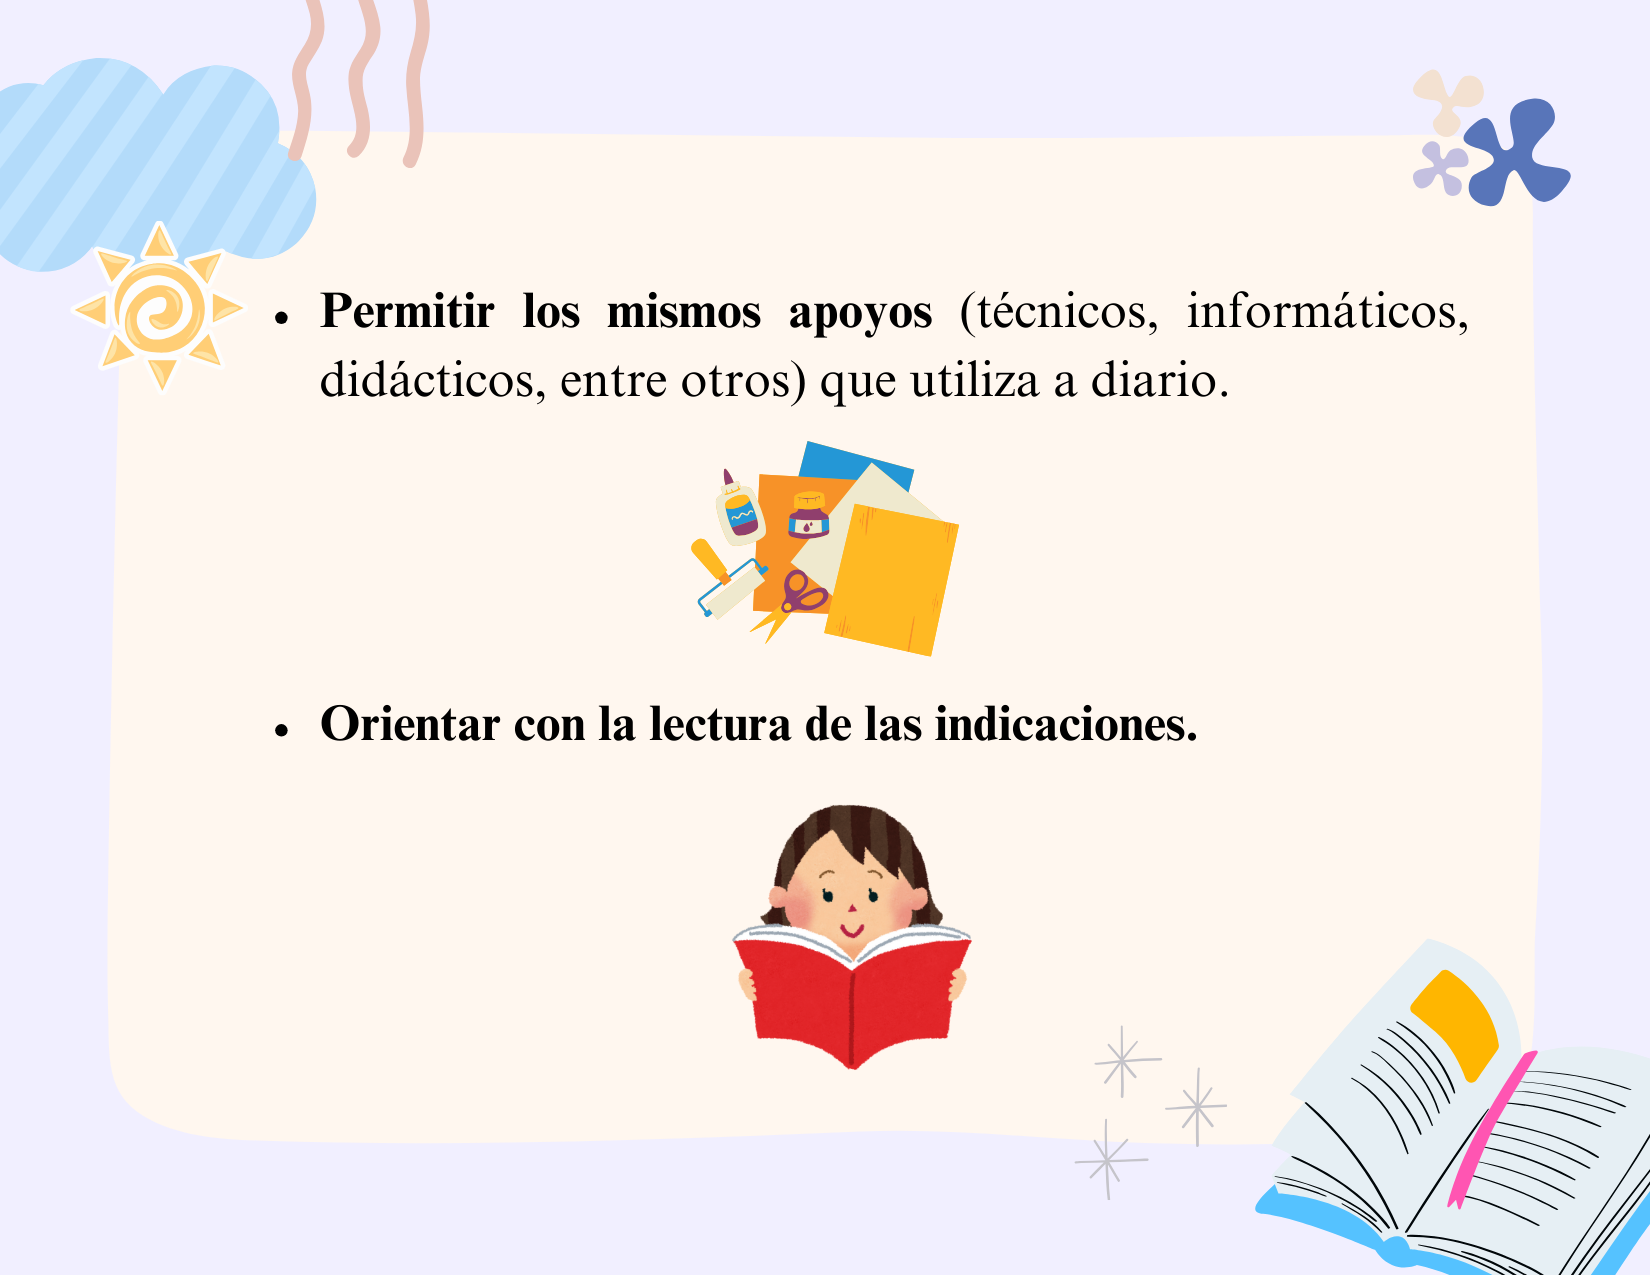 • Permitir los mismos apoyos (técnicos, informáticos,
didácticos, entre otros) que utiliza a diario.
• Orientar con la lectura de las indicaciones.